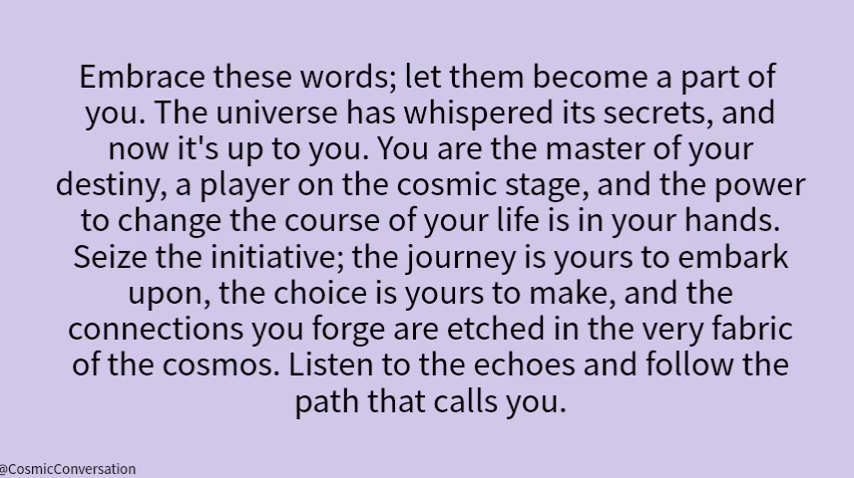 Embrace these words; let them become a part of
you. The universe has whispered its secrets, and
now it's up to you. You are the master of your
destiny, a player on the cosmic stage, and the power
to change the course of your life is in your hands.
Seize the initiative; the journey is yours to embark
upon, the choice is yours to make, and the
connections you forge are etched in the very fabric
of the cosmos. Listen to the echoes and follow the
path that calls you.
@CosmicConversation